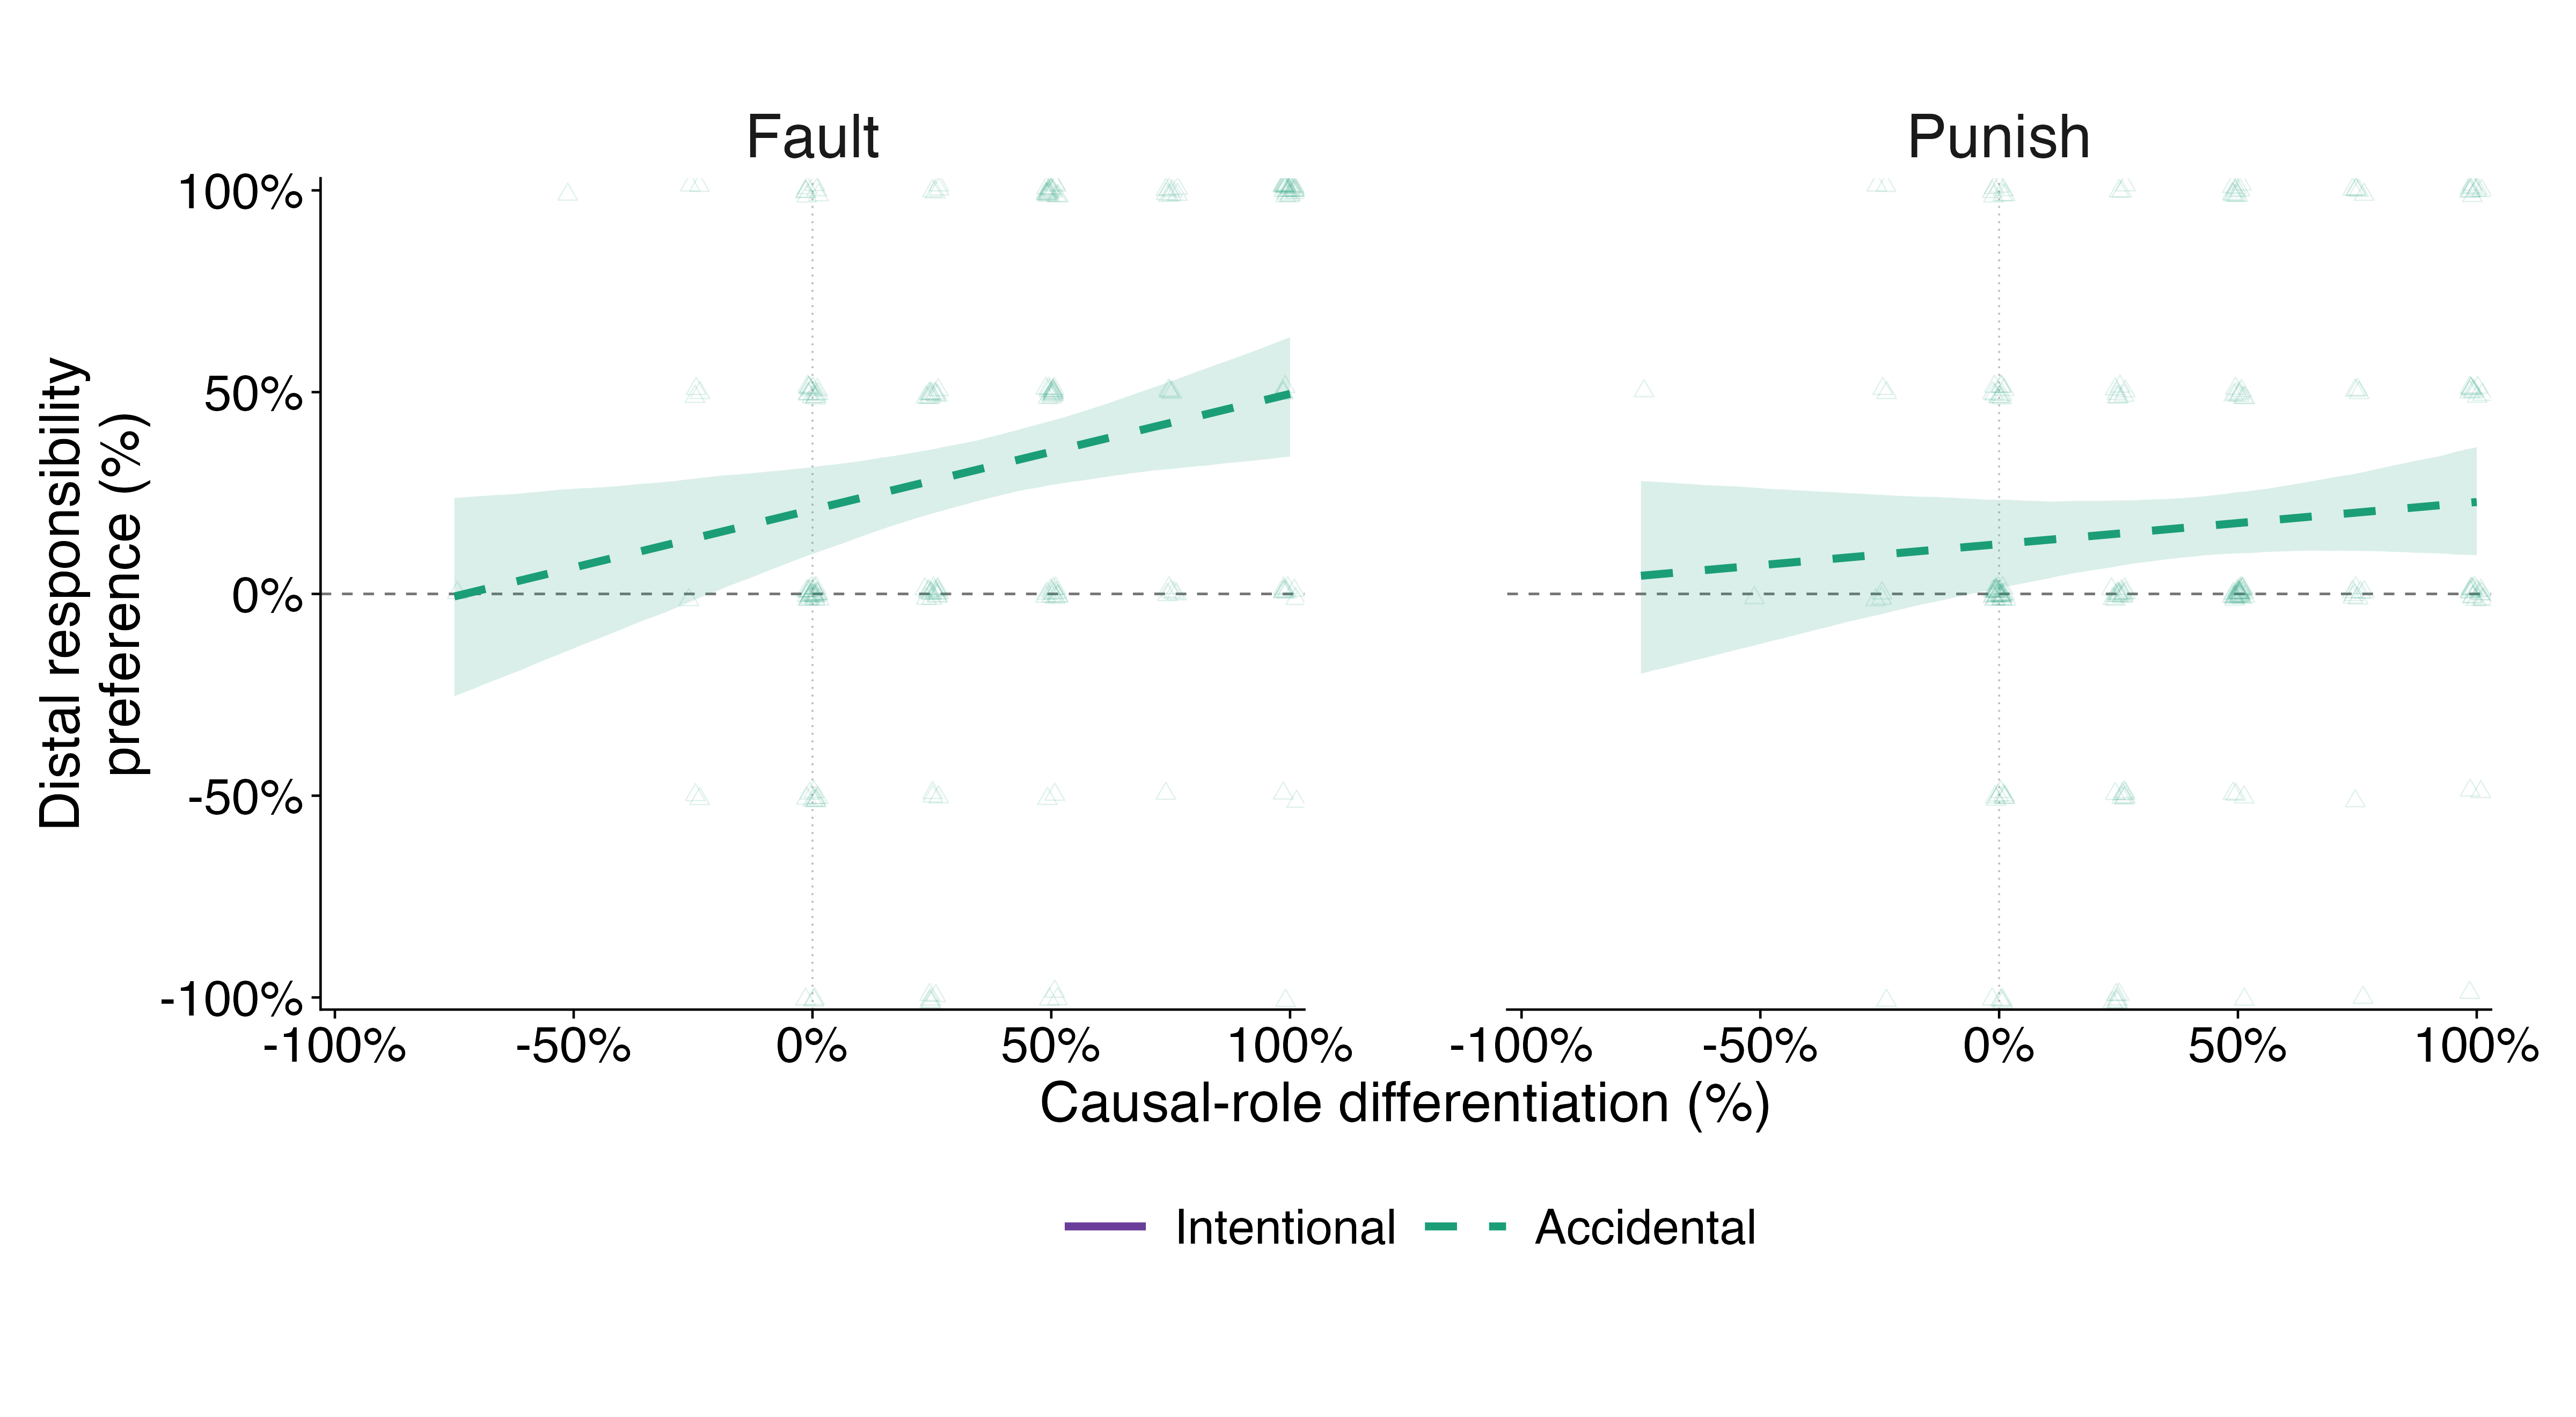 Fault
Punish
Distal responsibility
preference (%)
100%
50%
0%
-50%
-100%
-100% -50% 0% 50% 100%
-100% -50% 0% 50% 100%
Causal-role differentiation (%)
Intentional Accidental